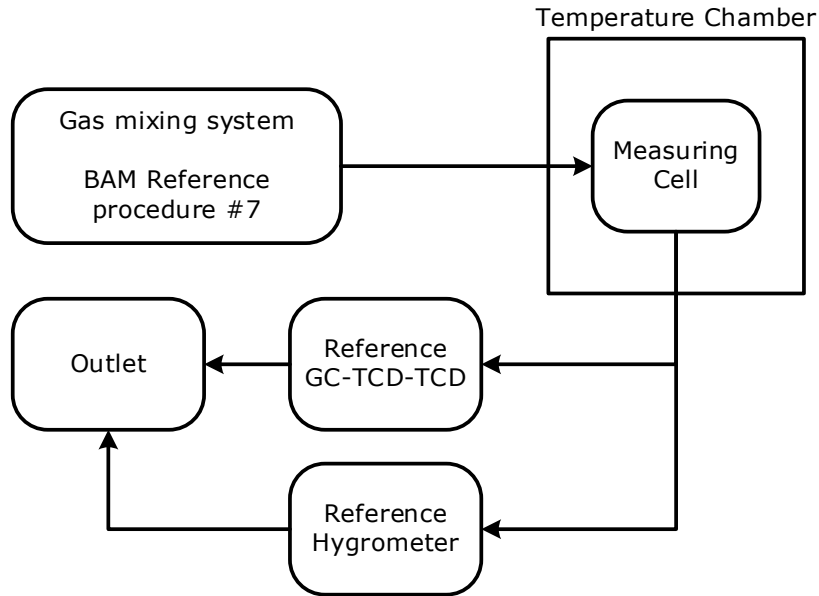 Temperature Chamber
Gas mixing system
BAM Reference
procedure #7
Measuring
Cell
Outlet
Reference
GC-TCD-TCD
Reference
Hygrometer